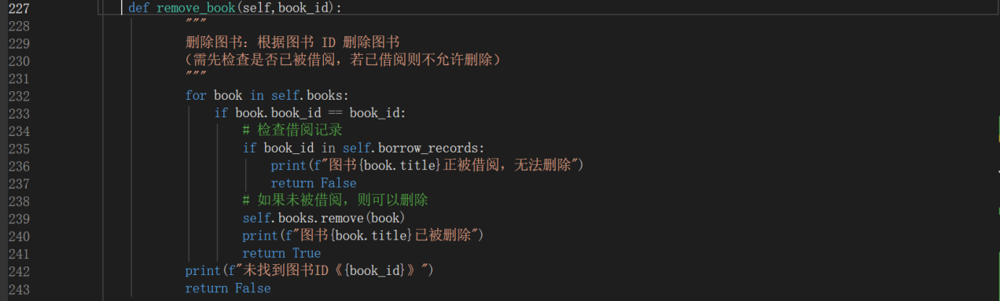 227 def remove_book(self,book_id):
228 """
229 删除图书：根据图书 ID 删除图书
230 （需先检查是否已被借阅，若已借阅则不允许删除）
231 """
232 for book in self.books:
233 if book.book_id == book_id:
234 # 检查借阅记录
235 if book_id in self.borrow_records:
236 print(f"图书{book.title}正被借阅，无法删除")
237 return False
238 # 如果未被借阅，则可以删除
239 self.books.remove(book)
240 print(f"图书{book.title}已被删除")
241 return True
242 print(f"未找到图书ID《{book_id}》")
243 return False